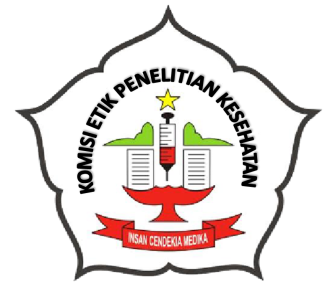 KOMISI ETIK PENELITIAN KESEHATAN
INSAN CENDEKIA MEDIKA